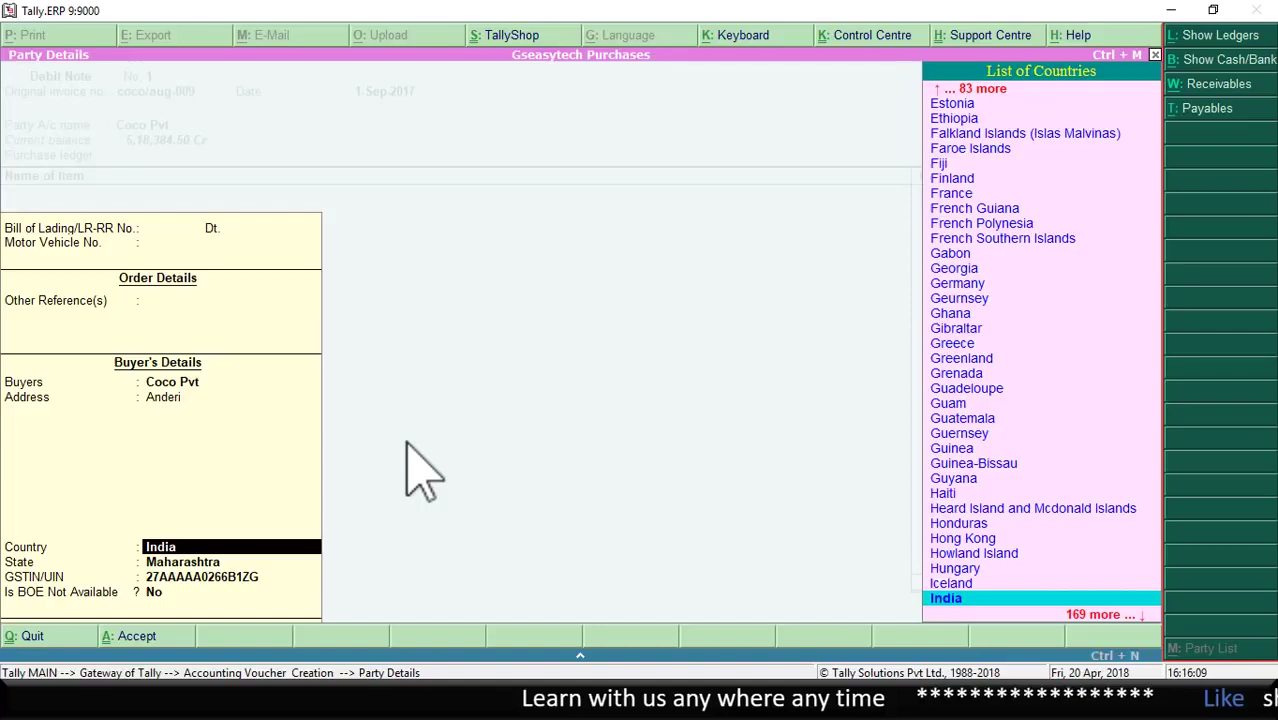 Tally.ERP 9:9000
P: Print E: Export M: E-Mail O: Upload S: TallyShop G: Language K: Keyboard K: Control Centre H: Support Centre H: Help
Party Details Gseasytech Purchases Ctrl + M
Debit Note No. 1
Original invoice no. coco/aug-009 Date 1-Sep-2017
Party A/c name Coco Pvt
Current balance 5,18,384.50 Cr
Purchase ledger
Name of Item
Bill of Lading/LR-RR No.: Dt.
Motor Vehicle No. :
Order Details
Other Reference(s) :
Buyer's Details
Buyers : Coco Pvt
Address : Anderi
Country : India
State : Maharashtra
GSTIN/UIN : 27AAAAA0266B1ZG
Is BOE Not Available ? No
List of Countries
↑ ... 83 more
Estonia
Ethiopia
Falkland Islands (Islas Malvinas)
Faroe Islands
Fiji
Finland
France
French Guiana
French Polynesia
French Southern Islands
Gabon
Georgia
Germany
Geurnsey
Ghana
Gibraltar
Greece
Greenland
Grenada
Guadeloupe
Guam
Guatemala
Guernsey
Guinea
Guinea-Bissau
Guyana
Haiti
Heard Island and Mcdonald Islands
Honduras
Hong Kong
Howland Island
Hungary
Iceland
India
169 more ... ↓
L: Show Ledgers
B: Show Cash/Bank
W: Receivables
T: Payables
M: Party List
Q: Quit A: Accept
Ctrl + N
Tally MAIN --> Gateway of Tally --> Accounting Voucher Creation --> Party Details © Tally Solutions Pvt Ltd., 1988-2018 Fri, 20 Apr, 2018 16:16:09
Learn with us any where any time ****************** Like